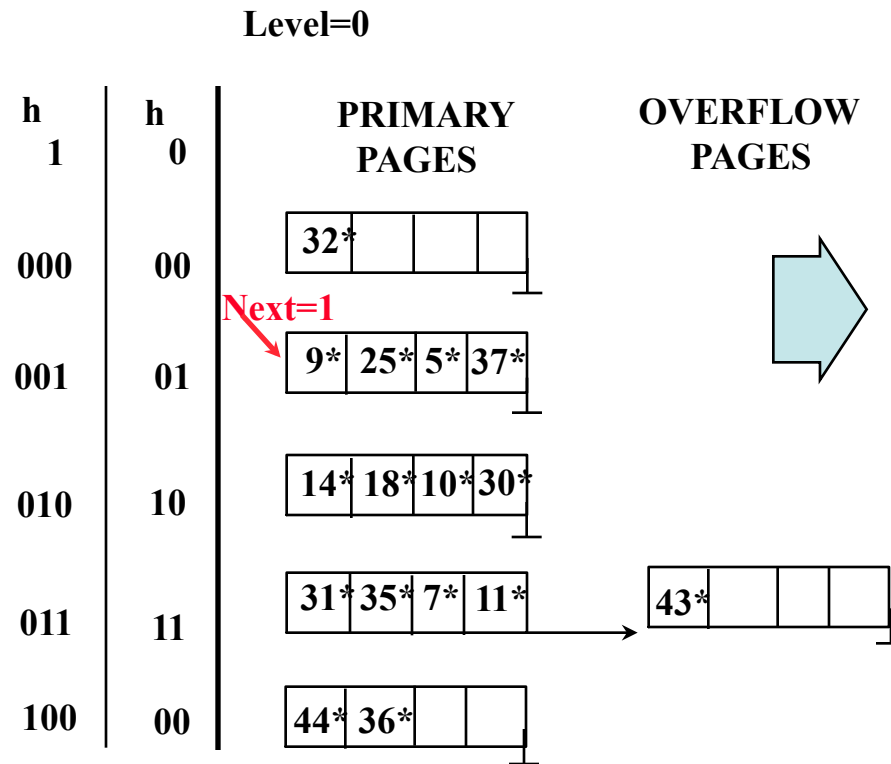 Level=0
h h PRIMARY OVERFLOW
1 0 PAGES PAGES
32*
000 00
Next=1
9* 25* 5* 37*
001 01
14* 18* 10* 30*
010 10
31* 35* 7* 11* 43*
011 11
100 00 44* 36*